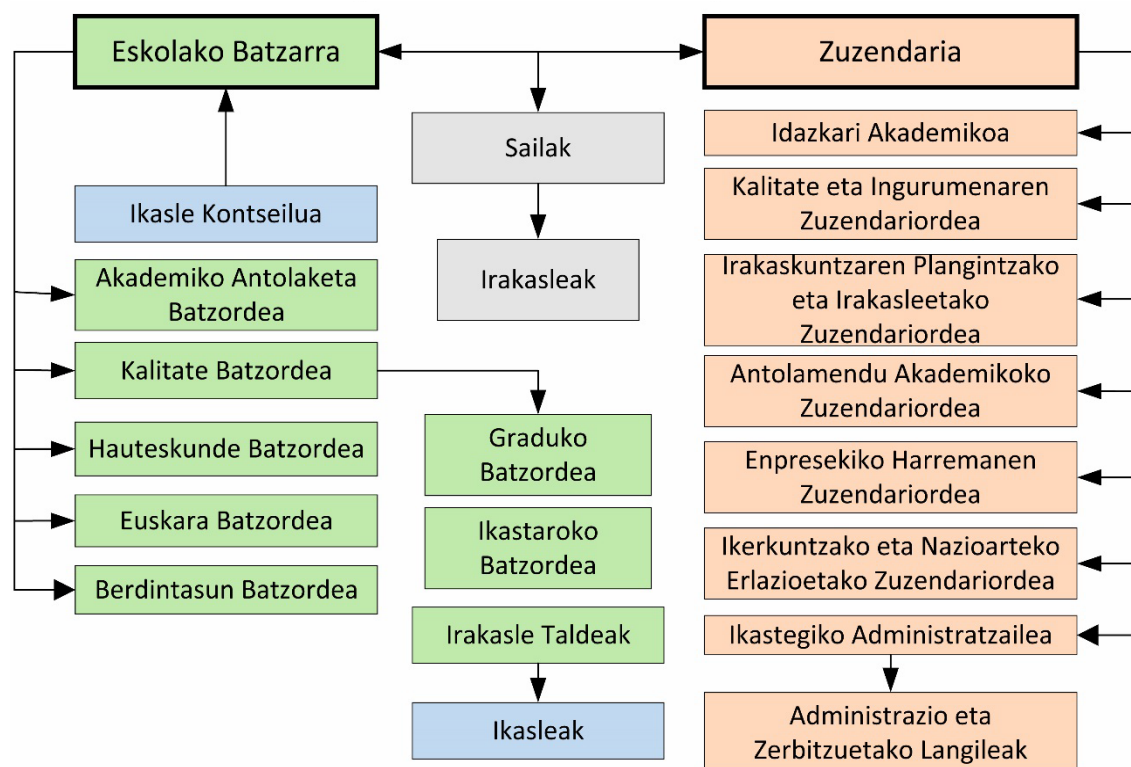 Eskolako Batzarra
Zuzendaria
Sailak
Irakasleak
Ikasle Kontseilua
Akademiko Antolaketa
Batzordea
Kalitate Batzordea
Hauteskunde Batzordea
Euskara Batzordea
Berdintasun Batzordea
Graduko
Batzordea
Ikastaroko
Batzordea
Irakasle Taldeak
Ikasleak
Idazkari Akademikoa
Kalitate eta Ingurumenaren
Zuzendariordea
Irakaskuntzaren Plangintzako
eta Irakasleetako
Zuzendariordea
Antolamendu Akademikoko
Zuzendariordea
Enpresekiko Harremanen
Zuzendariordea
Ikerkuntzako eta Nazioarteko
Erlazioetako Zuzendariordea
Ikastegiko Administratzailea
Administrazio eta
Zerbitzuetako Langileak